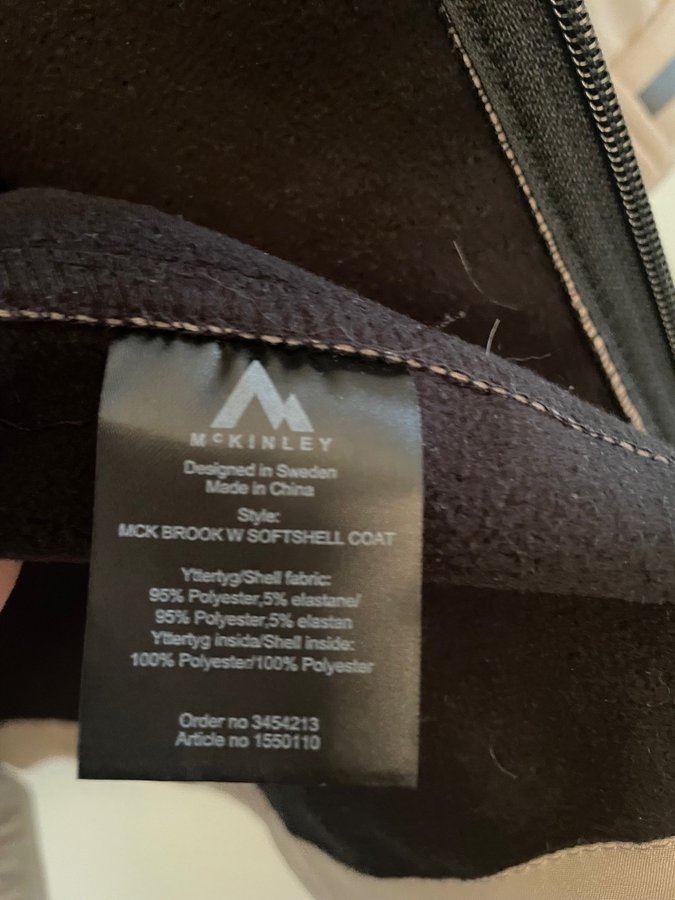 McKINLEY
Designed in Sweden
Made in China
Style:
MCK BROOK W SOFTSHELL COAT
Yttertyg/Shell fabric:
95% Polyester,5% elastane/
95% Polyester,5% elastan
Yttertyg insida/Shell inside:
100% Polyester/100% Polyester
Order no 3454213
Article no 1550110